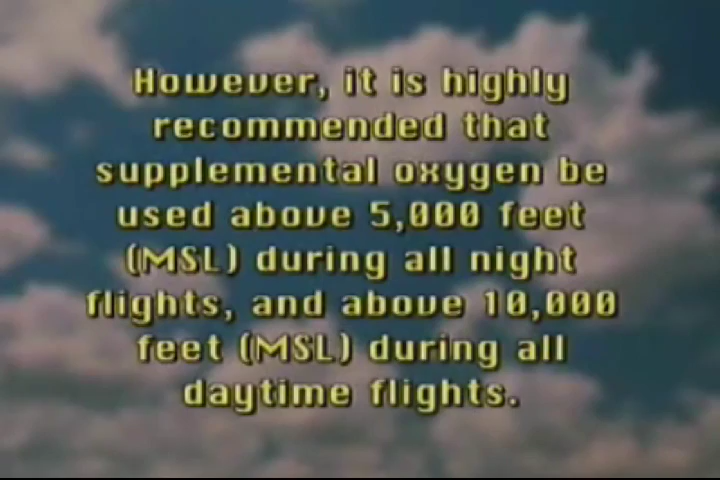 However, it is highly
recommended that
supplemental oxygen be
used above 5,000 feet
(MSL) during all night
flights, and above 10,000
feet (MSL) during all
daytime flights.